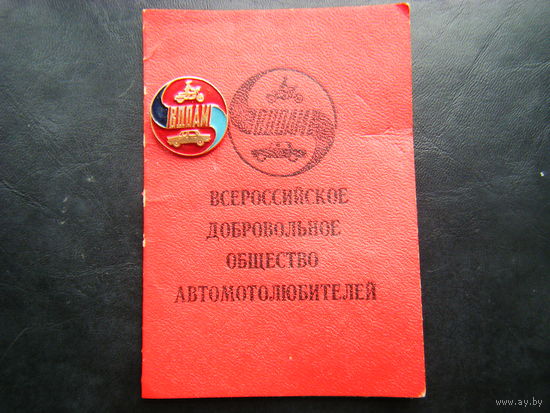 ВДОАМ
ВДОАМ
ВСЕРОССИЙСКОЕ
ДОБРОВОЛЬНОЕ
ОБЩЕСТВО
АВТОМОТОЛЮБИТЕЛЕЙ
www.ay.by